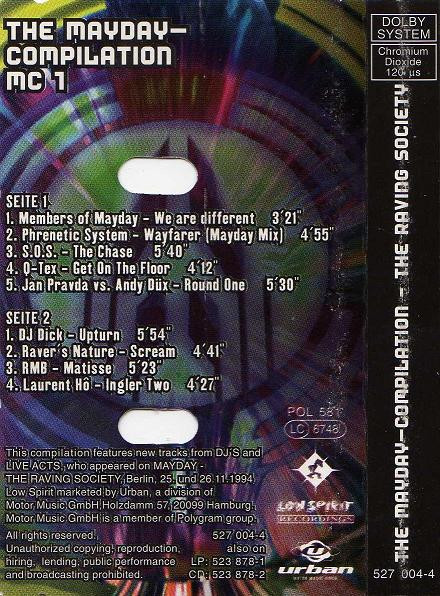 THE MAYDAY-
COMPILATION
MC 1
SEITE 1
1. Members of Mayday - We are different 3'21"
2. Phrenetic System - Wayfarer (Mayday Mix) 4'55"
3. S.O.S. - The Chase 5'40"
4. Q-Tex - Get On The Floor 4'12"
5. Jan Pravda vs. Andy Düx - Round One 5'30"
SEITE 2
1. DJ Dick - Upturn 5'54"
2. Raver's Nature - Scream 4'41"
3. RMB - Matisse 5'23"
4. Laurent Hô - Ingler Two 4'27"
POL 581
LC 6748
This compilation features new tracks from DJ'S and
LIVE ACTS, who appeared on MAYDAY -
THE RAVING SOCIETY, Berlin, 25. und 26.11.1994.
Low Spirit marketed by Urban, a division of
Motor Music GmbH, Holzdamm 57, 20099 Hamburg.
Motor Music GmbH is a member of Polygram group.
All rights reserved. 527 004-4
Unauthorized copying, reproduction, also on
hiring, lending, public performance LP: 523 878-1
and broadcasting prohibited. CD: 523 878-2
LOW SPIRIT
RECORDINGS
urban
DOLBY
SYSTEM
Chromium
Dioxide
120 µs
THE MAYDAY-COMPILATION - THE RAVING SOCIETY
527 004-4